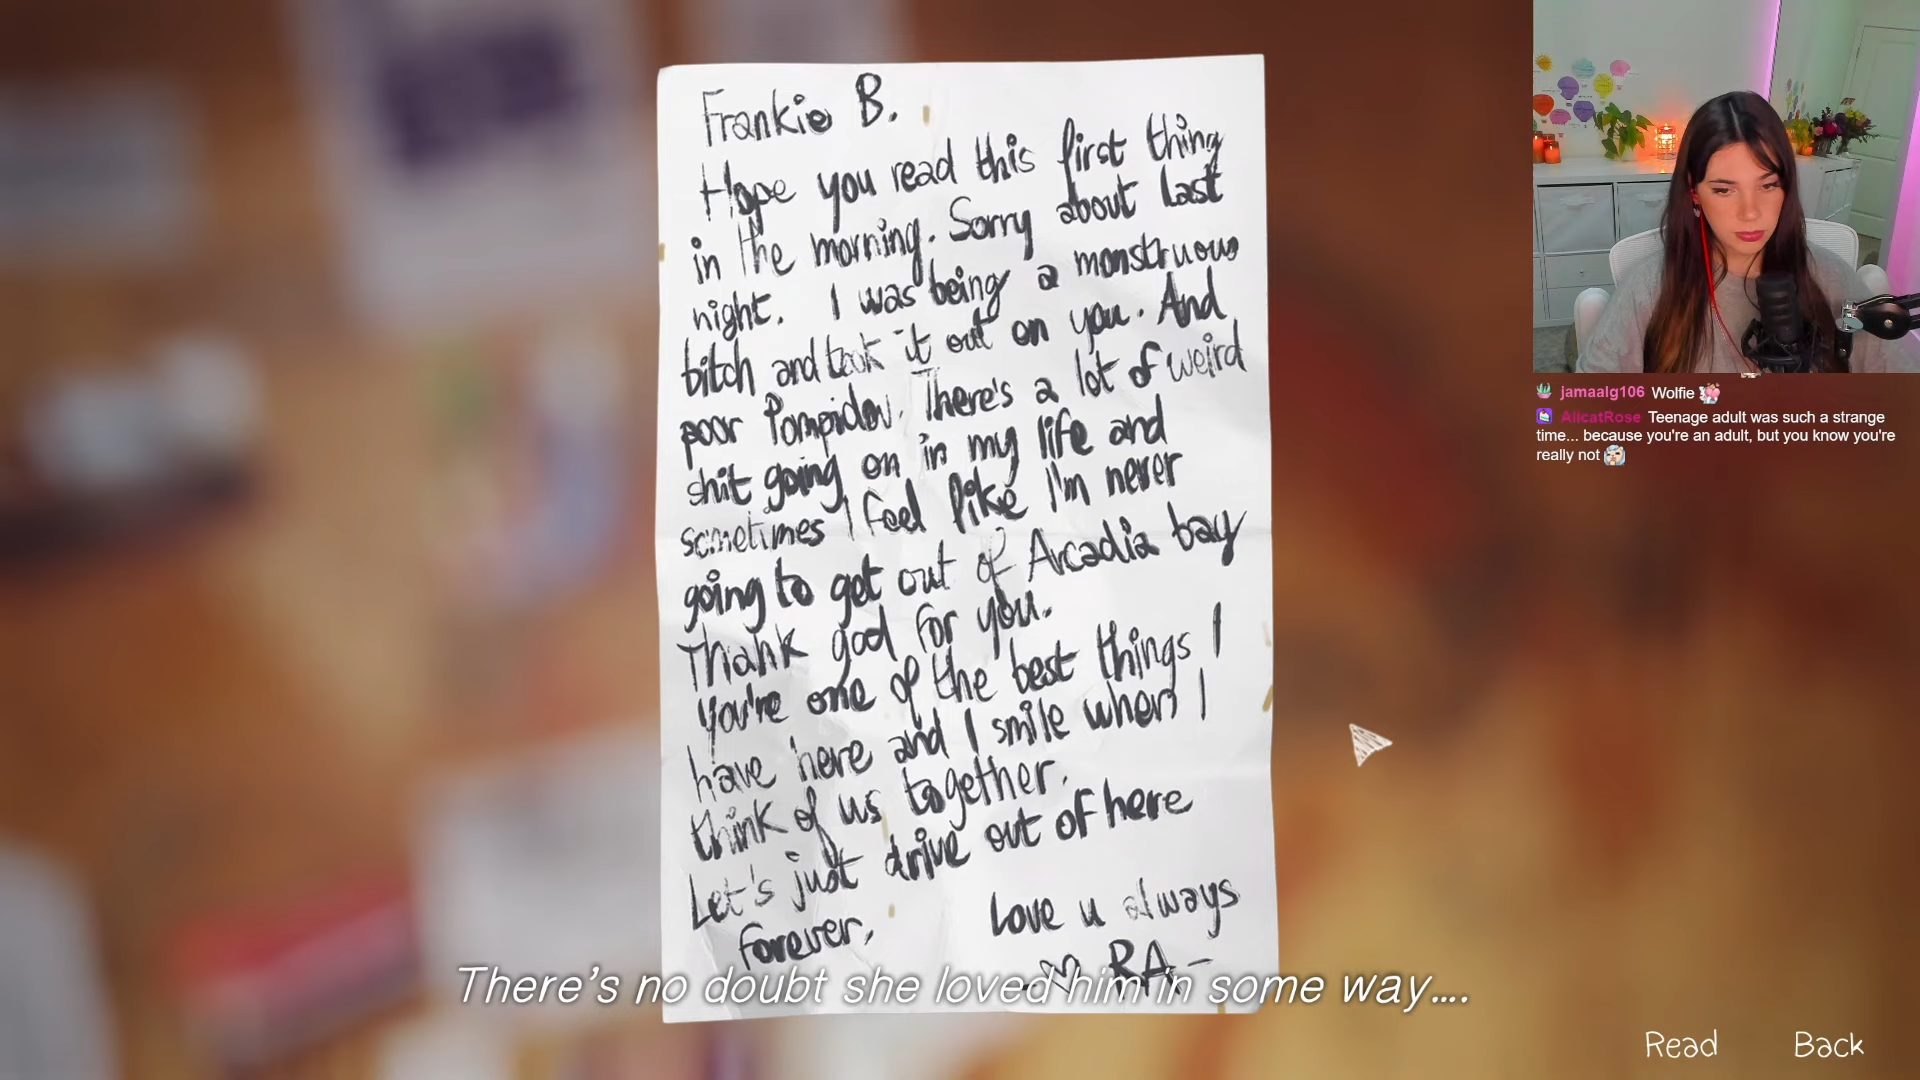 Frankie B.
Hope you read this first thing
in the morning. Sorry about last
night. I was being a monstruous
bitch and took it out on you. And
poor Pompidou. There's a lot of weird
shit going on in my life and
sometimes I feel like I'm never
going to get out of Arcadia bay
Thank god for you.
You're one of the best things I
have here and I smile when I
think of us together.
Let's just drive out of here
forever,
Love u always
♡ RA -
There's no doubt she loved him in some way....
Read
Back
jamaalg106 Wolfie
AlicatRose Teenage adult was such a strange
time... because you're an adult, but you know you're
really not